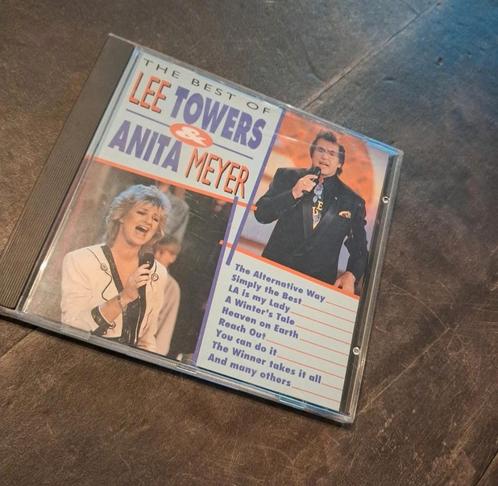 THE BEST OF
LEE TOWERS
&
ANITA MEYER
The Alternative Way
Simply the Best
LA is my Lady
A Winter's Tale
Heaven on Earth
Reach Out
You can do it
The Winner takes it all
And many others